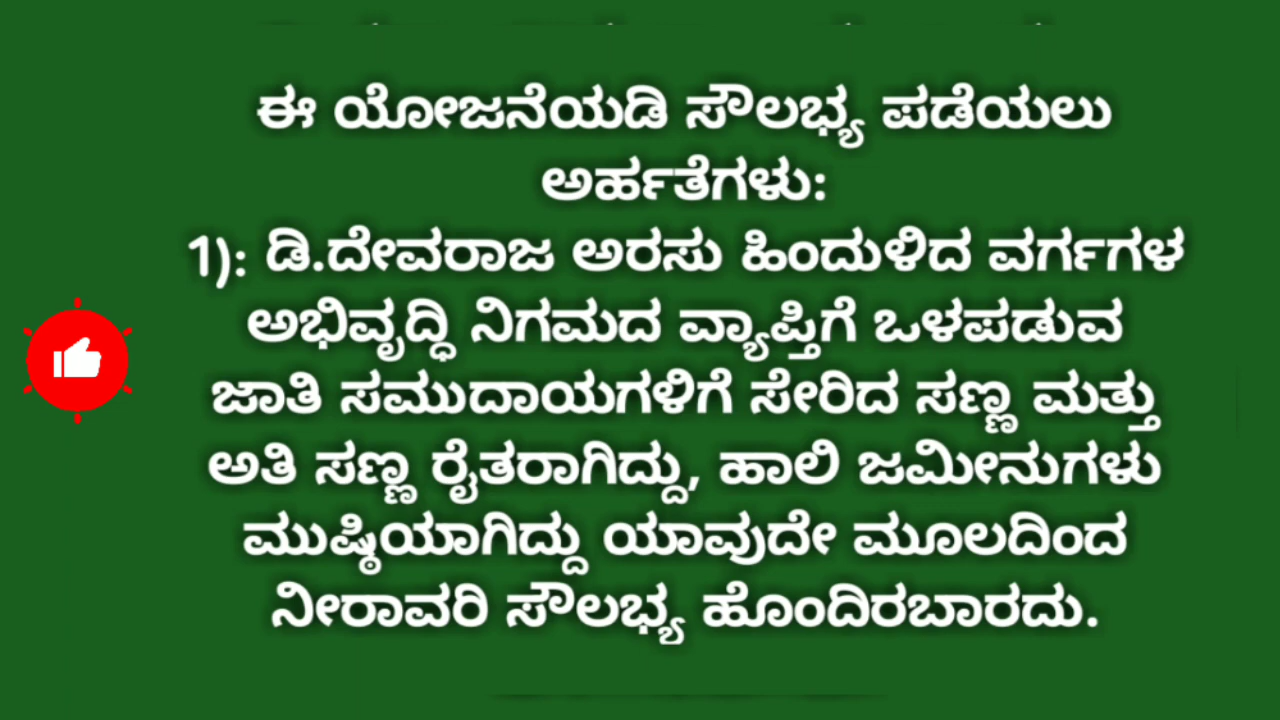 ಈ ಯೋಜನೆಯಡಿ ಸೌಲಭ್ಯ ಪಡೆಯಲು
ಅರ್ಹತೆಗಳು:
1): ಡಿ.ದೇವರಾಜ ಅರಸು ಹಿಂದುಳಿದ ವರ್ಗಗಳ
ಅಭಿವೃದ್ಧಿ ನಿಗಮದ ವ್ಯಾಪ್ತಿಗೆ ಒಳಪಡುವ
ಜಾತಿ ಸಮುದಾಯಗಳಿಗೆ ಸೇರಿದ ಸಣ್ಣ ಮತ್ತು
ಅತಿ ಸಣ್ಣ ರೈತರಾಗಿದ್ದು, ಹಾಲಿ ಜಮೀನುಗಳು
ಮುಷ್ಠಿಯಾಗಿದ್ದು ಯಾವುದೇ ಮೂಲದಿಂದ
ನೀರಾವರಿ ಸೌಲಭ್ಯ ಹೊಂದಿರಬಾರದು.